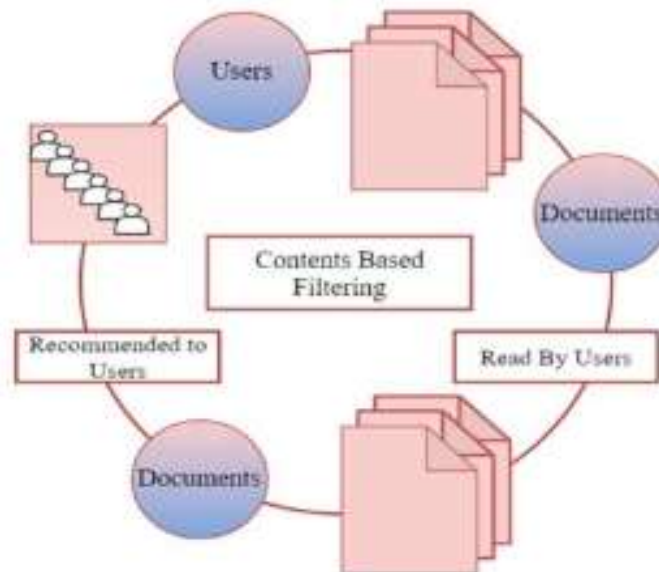 Users
Documents
Contents Based
Filtering
Recommended to
Users
Read By Users
Documents